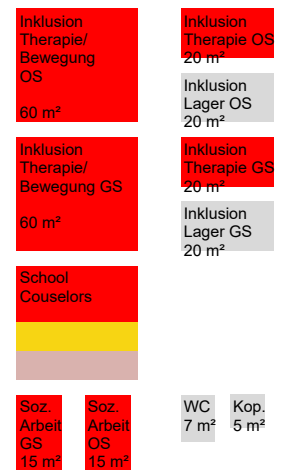 Inklusion
Therapie/
Bewegung
OS
60 m²
Inklusion
Therapie OS
20 m²
Inklusion
Lager OS
20 m²
Inklusion
Therapie/
Bewegung GS
60 m²
Inklusion
Therapie GS
20 m²
Inklusion
Lager GS
20 m²
School
Couselors
Soz.
Arbeit
GS
15 m²
Soz.
Arbeit
OS
15 m²
WC
7 m²
Kop.
5 m²